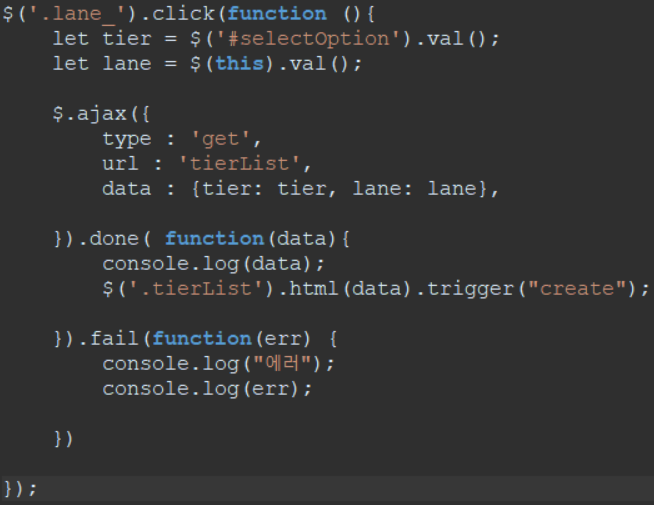 $('.lane_').click(function (){
    let tier = $('#selectOption').val();
    let lane = $(this).val();
    $.ajax({
        type : 'get',
        url : 'tierList',
        data : {tier: tier, lane: lane},
    }).done( function(data){
        console.log(data);
        $('.tierList').html(data).trigger("create");
    }).fail(function(err) {
        console.log("에러");
        console.log(err);
    })
});